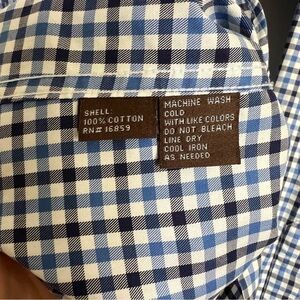 SHELL:
100% COTTON
RN# 16859
MACHINE WASH
COLD
WITH LIKE COLORS
DO NOT BLEACH
LINE DRY
COOL IRON
AS NEEDED